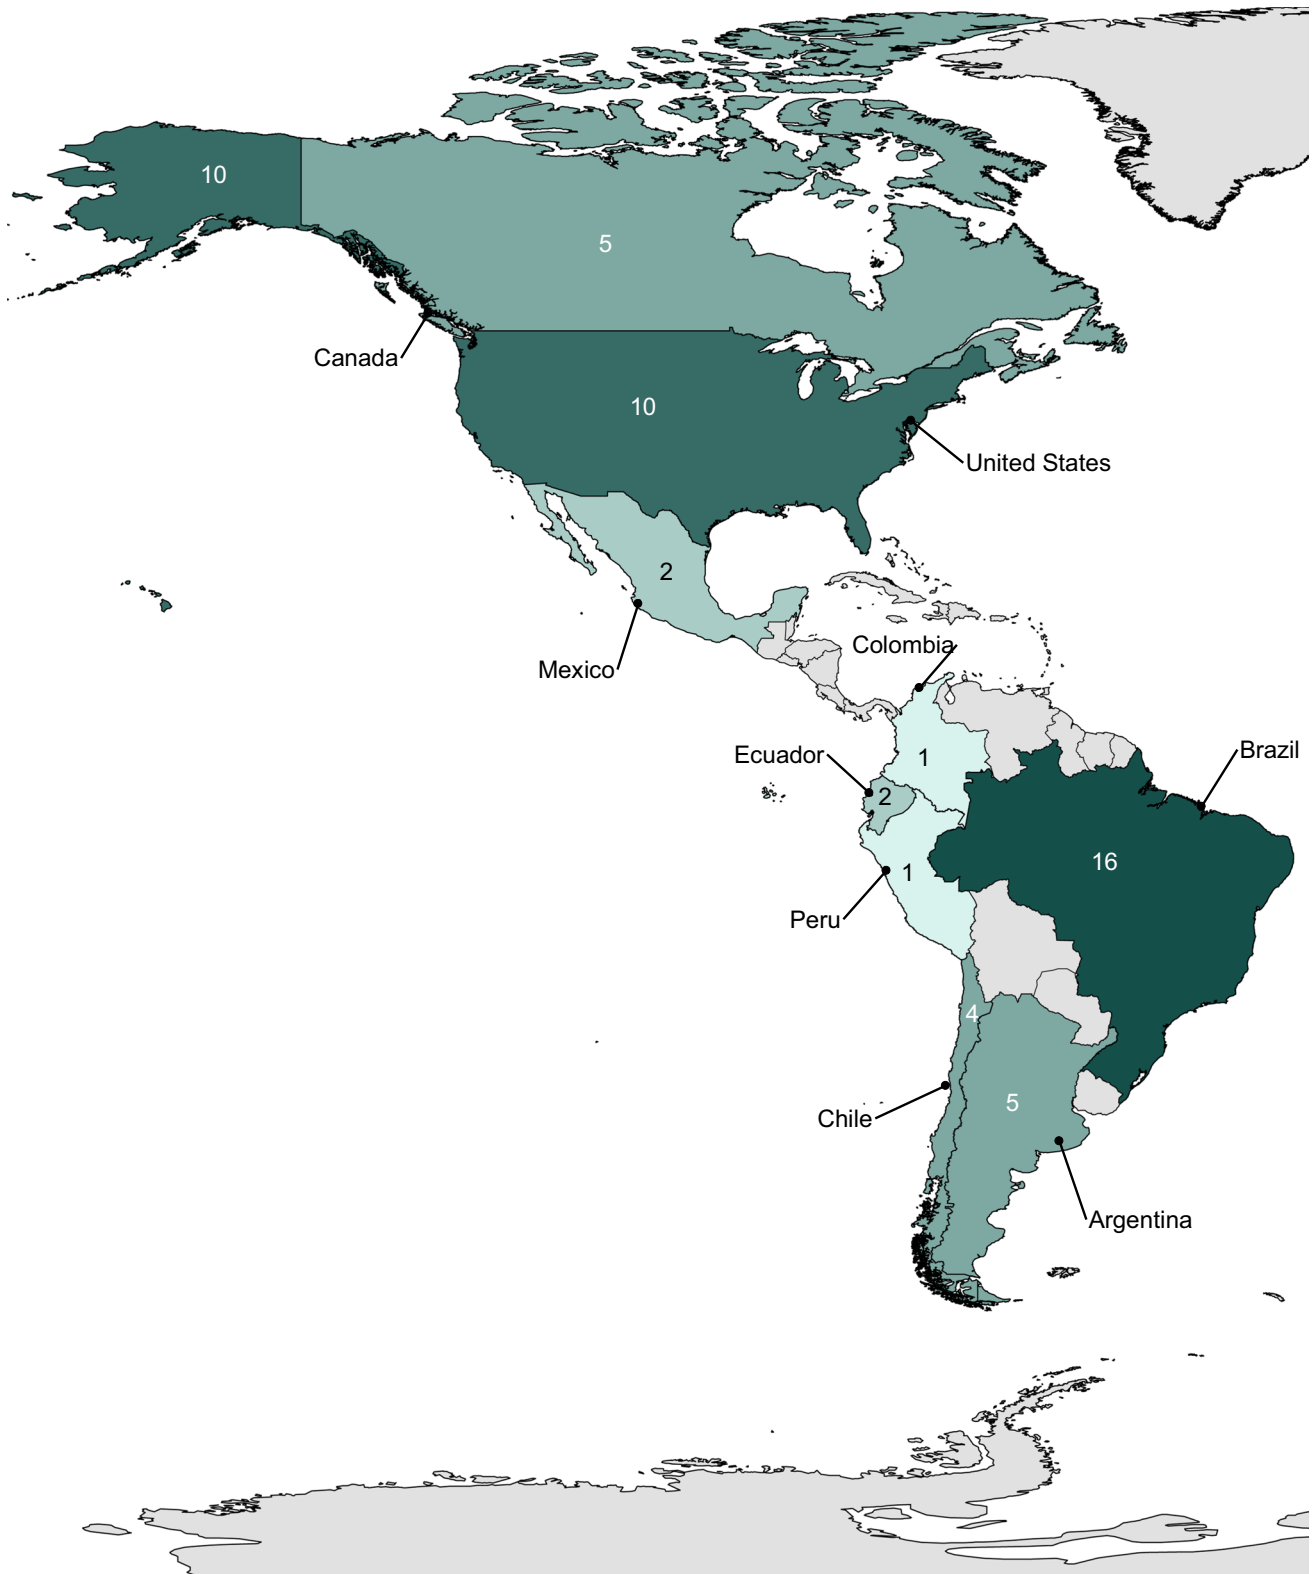 10
5
Canada
10
United States
2
Mexico
Colombia
Ecuador
1
Brazil
2
16
1
Peru
4
5
Chile
Argentina